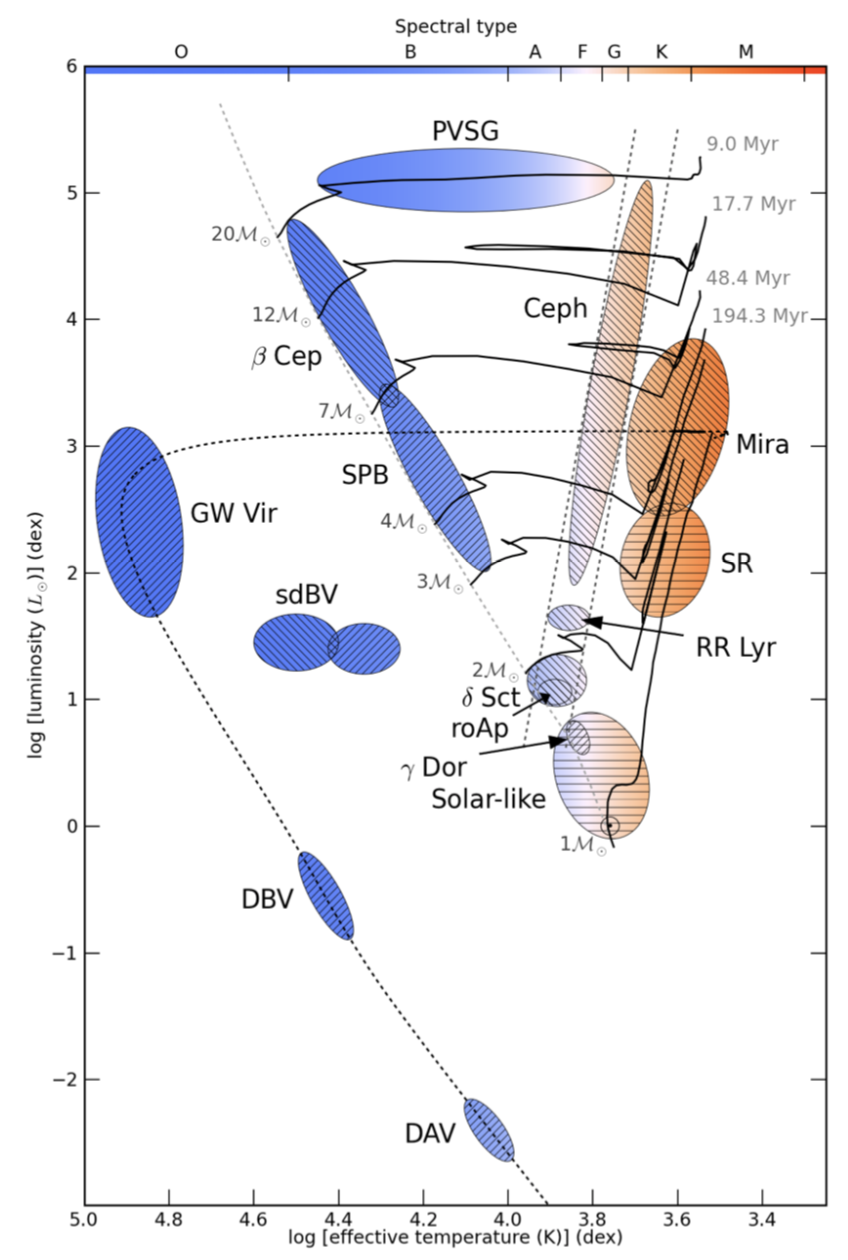 Spectral type
O B A F G K M
6
PVSG
9.0 Myr
5
17.7 Myr
20ℳ☉
48.4 Myr
Ceph
12ℳ☉
4
194.3 Myr
β Cep
7ℳ☉
3
Mira
SPB
GW Vir
4ℳ☉
SR
2
3ℳ☉
sdBV
RR Lyr
2ℳ☉
1
δ Sct
roAp
γ Dor
Solar-like
0
1ℳ☉
DBV
−1
−2
DAV
log [luminosity (L☉)] (dex)
5.0 4.8 4.6 4.4 4.2 4.0 3.8 3.6 3.4
log [effective temperature (K)] (dex)